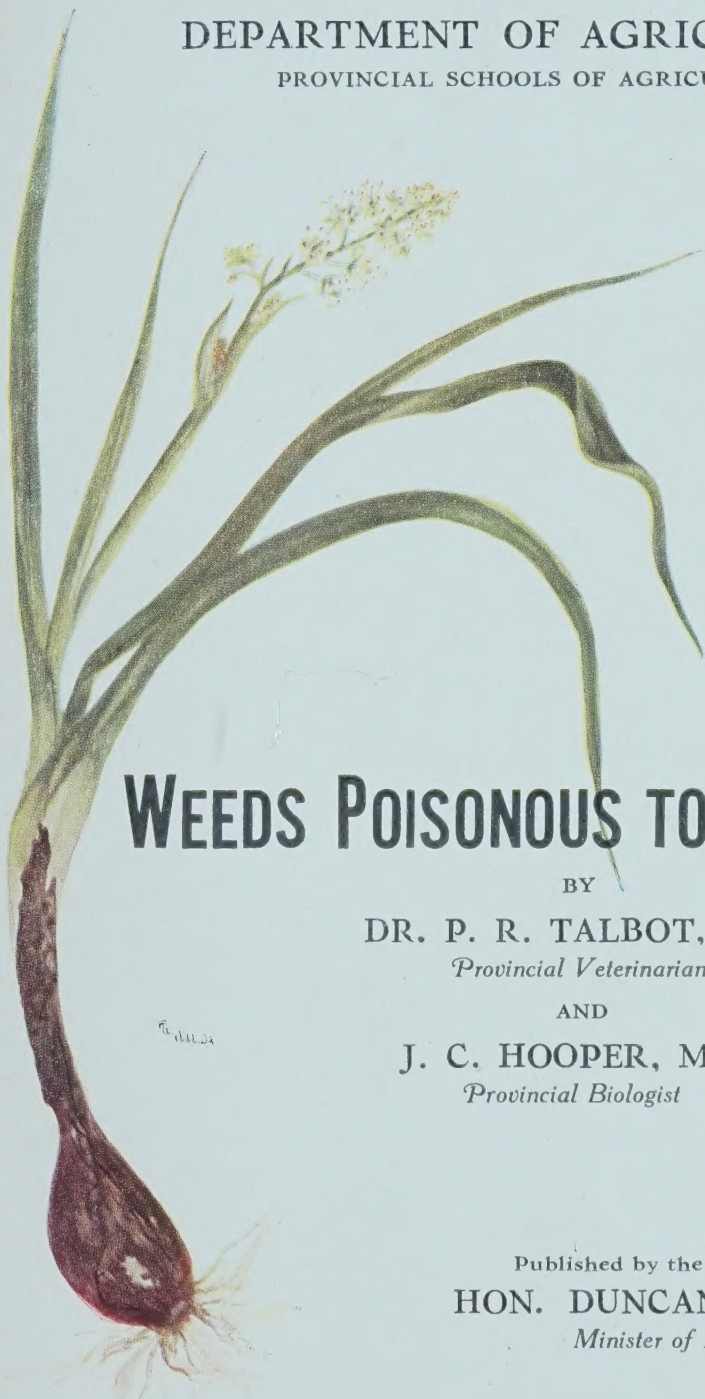 DEPARTMENT OF AGRIC
PROVINCIAL SCHOOLS OF AGRICU
WEEDS POISONOUS TO
BY
DR. P. R. TALBOT,
Provincial Veterinarian
AND
J. C. HOOPER, M
Provincial Biologist
Published by the
HON. DUNCAN
Minister of